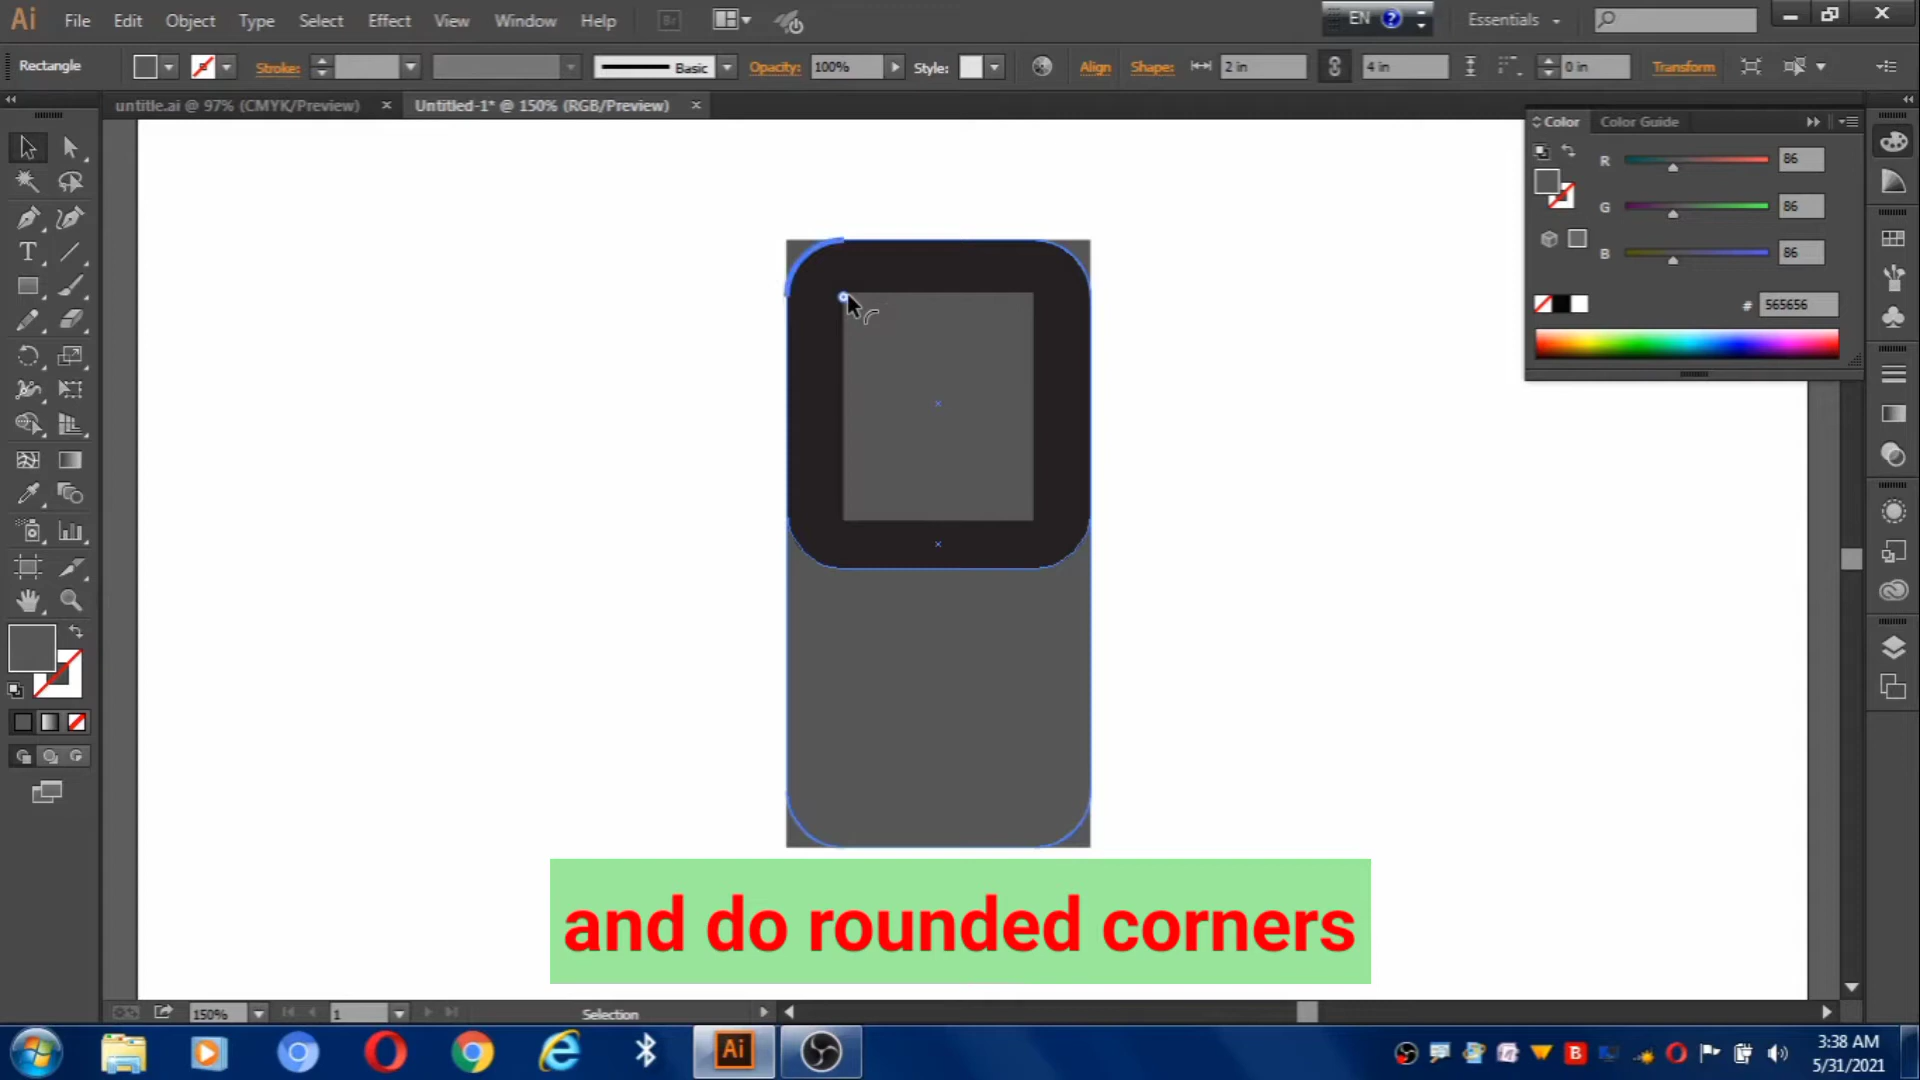 Ai File Edit Object Type Select Effect View Window Help Br EN ? Essentials
Rectangle Stroke: Basic Opacity: 100% Style: Align Shape: 2 in 4 in 0 in Transform
untitle.ai @ 97% (CMYK/Preview) × Untitled-1* @ 150% (RGB/Preview) ×
Color Color Guide
R 86
G 86
B 86
# 565656
T
and do rounded corners
150% 1 Selection
Ai B 3:38 AM
5/31/2021